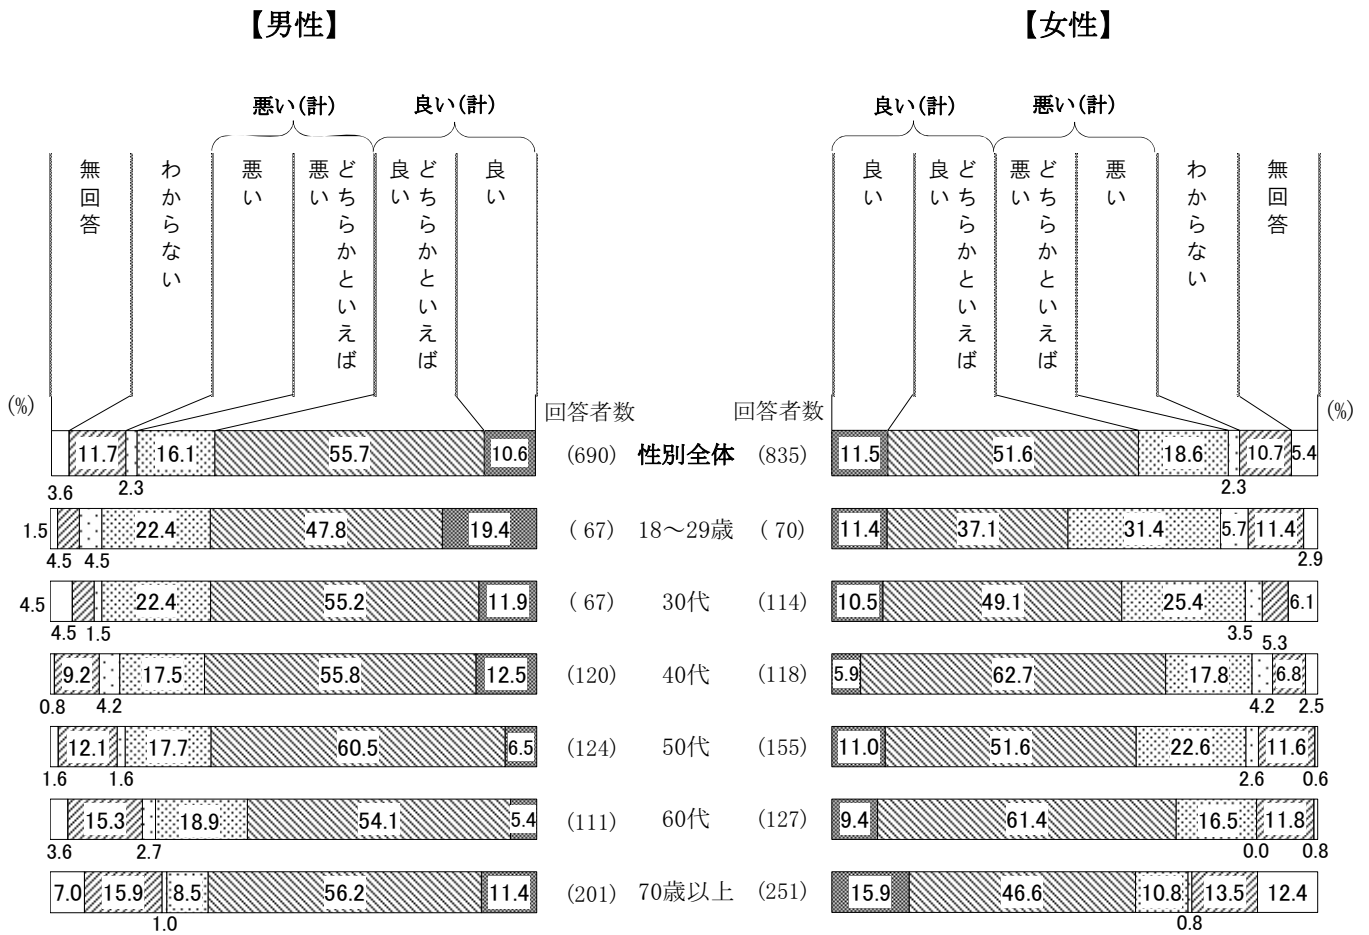 【男性】 【女性】
悪い(計) 良い(計) 良い(計) 悪い(計)
無回答
わからない
悪い
どちらかといえば
悪い
どちらかといえば
良い
良い
良い
どちらかといえば
良い
どちらかといえば
悪い
悪い
わからない
無回答
(%) 回答者数 回答者数 (%)
11.7 16.1 55.7 10.6 (690) 性別全体 (835) 11.5 51.6 18.6 10.7 5.4
3.6 2.3 2.3
1.5 22.4 47.8 19.4 ( 67) 18～29歳 ( 70) 11.4 37.1 31.4 5.7 11.4
4.5 4.5 2.9
4.5 22.4 55.2 11.9 ( 67) 30代 (114) 10.5 49.1 25.4 6.1
4.5 1.5 3.5 5.3
9.2 17.5 55.8 12.5 (120) 40代 (118) 5.9 62.7 17.8 6.8
0.8 4.2 4.2 2.5
12.1 17.7 60.5 6.5 (124) 50代 (155) 11.0 51.6 22.6 11.6
1.6 1.6 2.6 0.6
15.3 18.9 54.1 5.4 (111) 60代 (127) 9.4 61.4 16.5 11.8
3.6 2.7 0.0 0.8
7.0 15.9 8.5 56.2 11.4 (201) 70歳以上 (251) 15.9 46.6 10.8 13.5 12.4
1.0 0.8